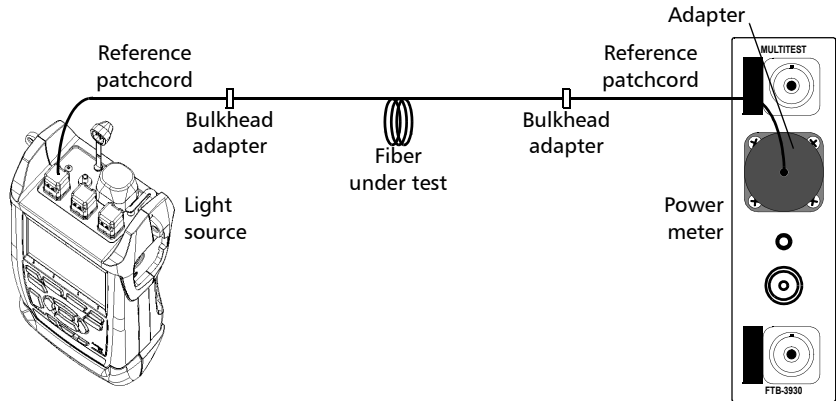 Adapter
Reference
patchcord
Reference
patchcord
MULTITEST
Bulkhead
adapter
Fiber
under test
Bulkhead
adapter
Light
source
Power
meter
FTB-3930